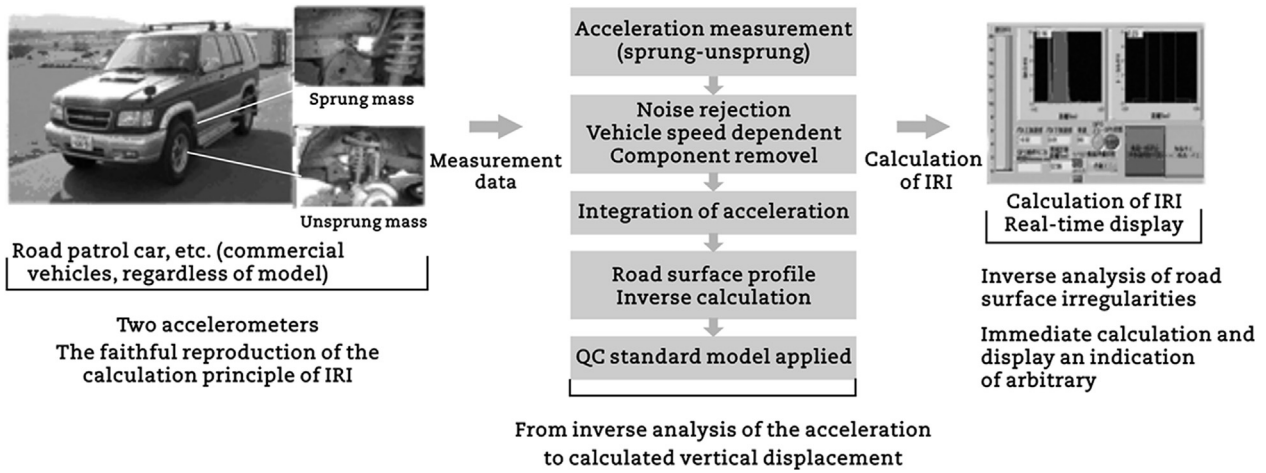 Sprung mass
Unsprung mass
Road patrol car, etc. (commercial
vehicles, regardless of model)
Two accelerometers
The faithful reproduction of the
calculation principle of IRI
Measurement
data
Acceleration measurement
(sprung-unsprung)
Noise rejection
Vehicle speed dependent
Component removel
Integration of acceleration
Road surface profile
Inverse calculation
QC standard model applied
From inverse analysis of the acceleration
to calculated vertical displacement
Calculation
of IRI
Calculation of IRI
Real-time display
Inverse analysis of road
surface irregularities
Immediate calculation and
display an indication
of arbitrary